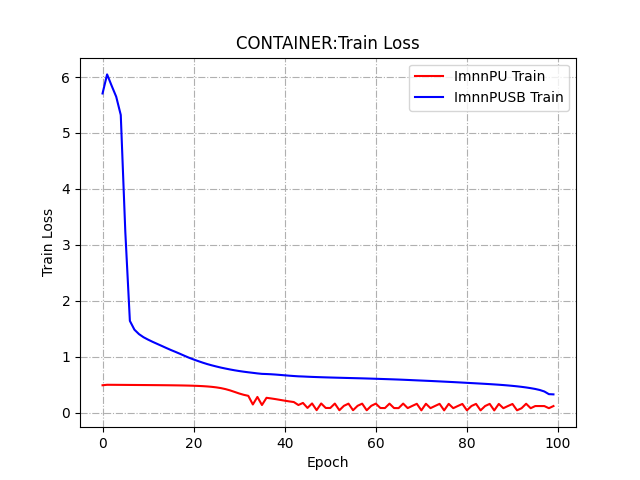 CONTAINER:Train Loss
ImnnPU Train
ImnnPUSB Train
6
5
4
3
2
1
0
Train Loss
0 20 40 60 80 100
Epoch